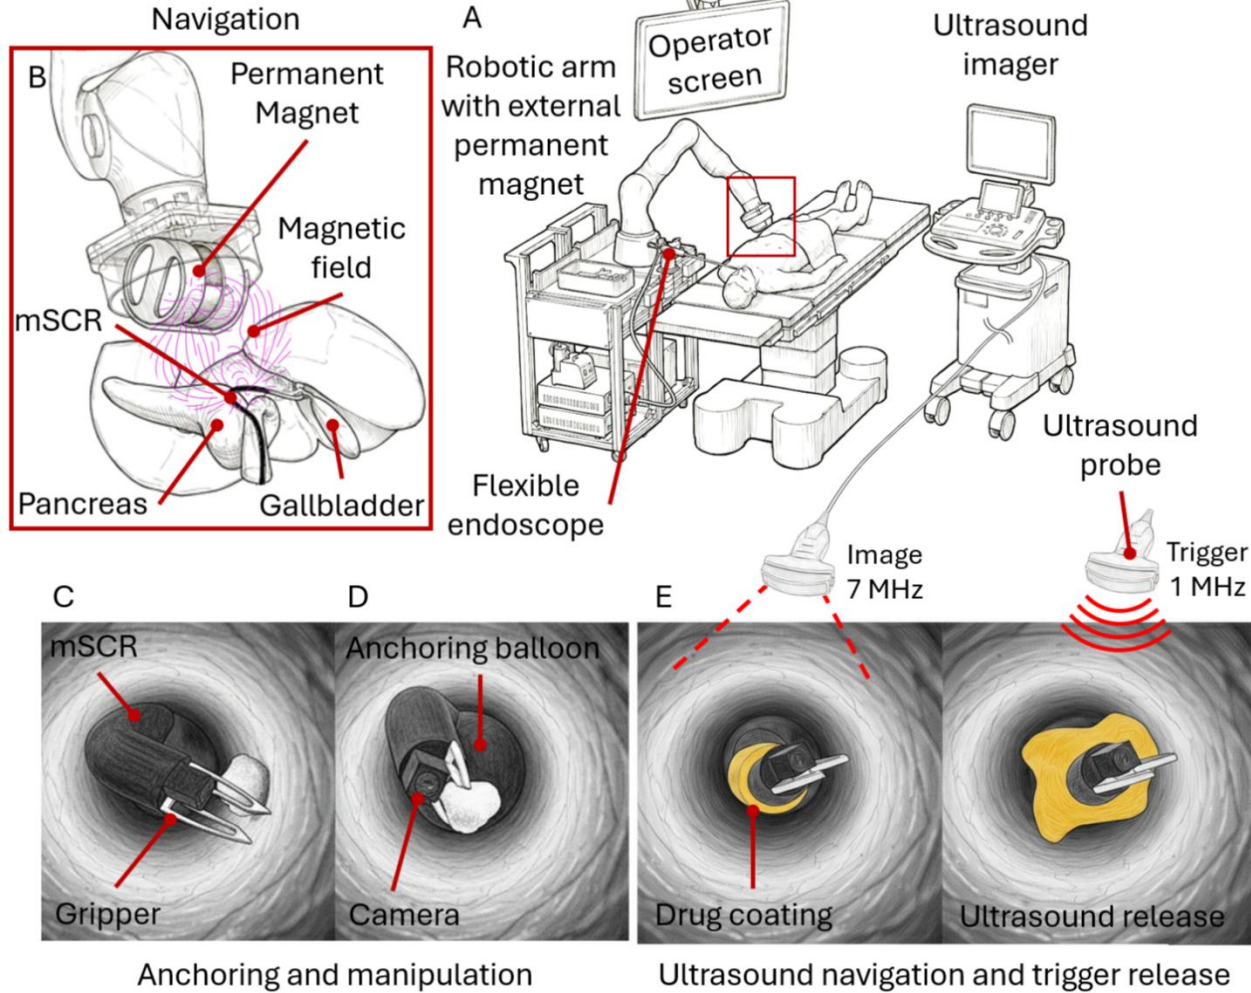 Navigation
B
Permanent
Magnet
Magnetic
field
mSCR
Pancreas
Gallbladder
A
Robotic arm
with external
permanent
magnet
Operator
screen
Ultrasound
imager
Flexible
endoscope
Ultrasound
probe
Image
7 MHz
Trigger
1 MHz
C
mSCR
Gripper
D
Anchoring balloon
Camera
E
Drug coating
Ultrasound release
Anchoring and manipulation
Ultrasound navigation and trigger release